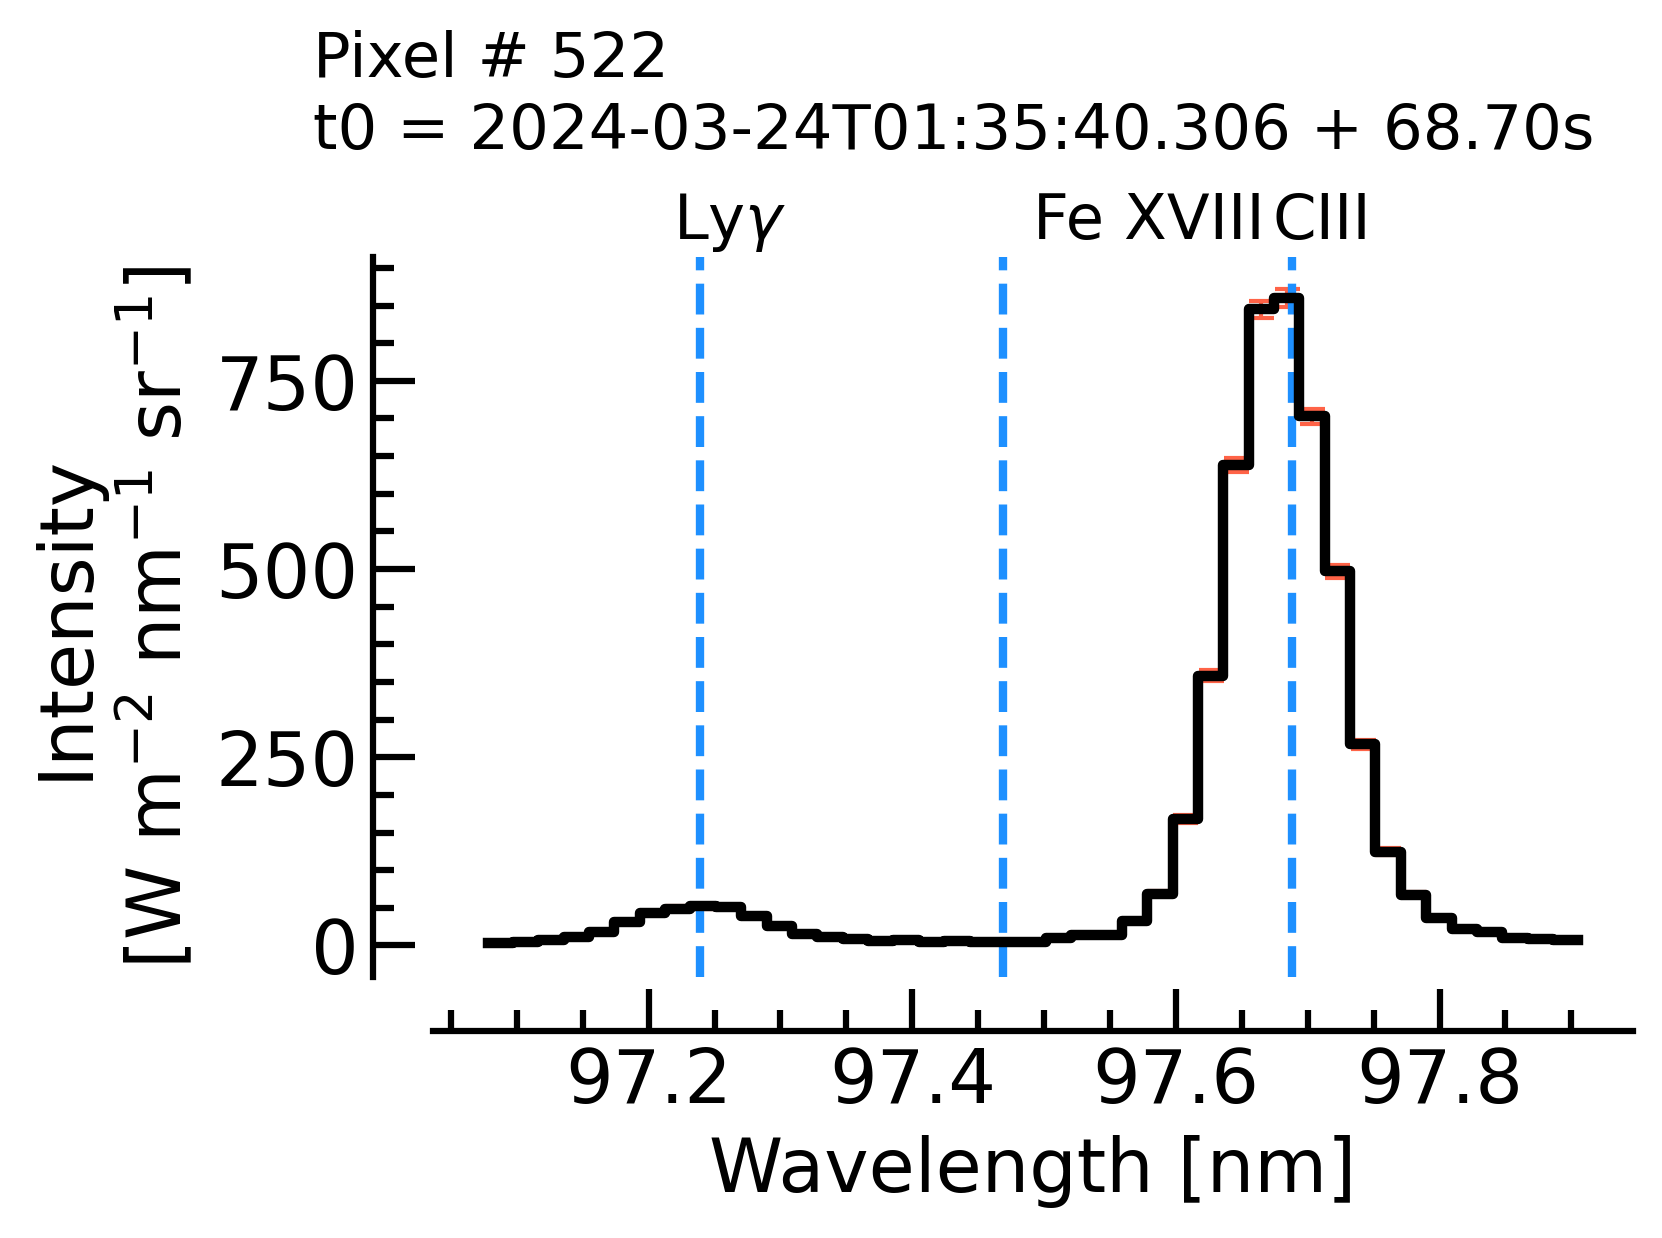 Pixel # 522
t0 = 2024-03-24T01:35:40.306 + 68.70s
Lyγ Fe XVIII CIII
Intensity
[W m⁻² nm⁻¹ sr⁻¹]
750
500
250
0
97.2 97.4 97.6 97.8
Wavelength [nm]